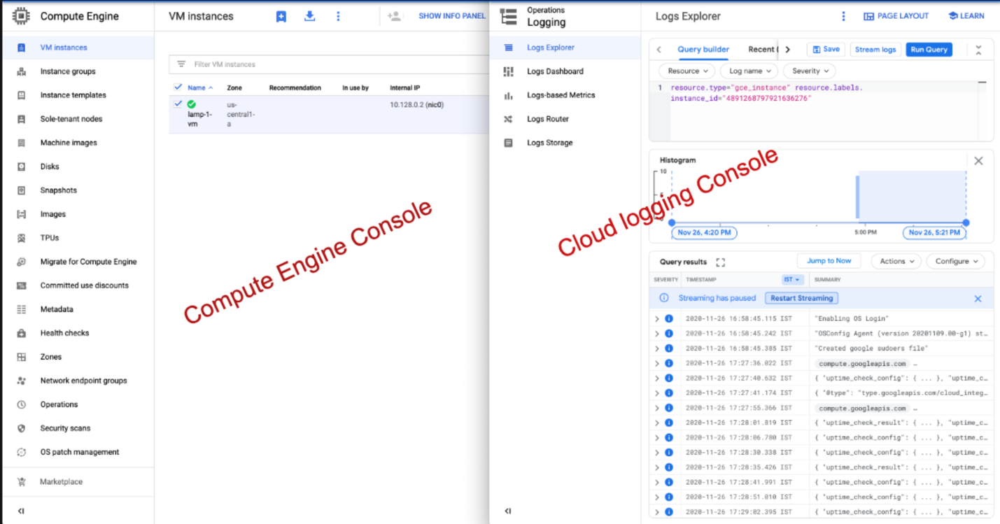 Compute Engine
VM instances
Instance groups
Instance templates
Sole-tenant nodes
Machine images
Disks
Snapshots
Images
TPUs
Migrate for Compute Engine
Committed use discounts
Metadata
Health checks
Zones
Network endpoint groups
Operations
Security scans
OS patch management
Marketplace
VM instances
SHOW INFO PANEL
Filter VM instances
Name Zone Recommendation In use by Internal IP
lamp-1-
vm
us-
central1-
a
10.128.0.2 (nic0)
Compute Engine Console
Operations
Logging
Logs Explorer
Logs Dashboard
Logs-based Metrics
Logs Router
Logs Storage
Logs Explorer
PAGE LAYOUT
LEARN
Query builder Recent Save Stream logs Run Query
Resource Log name Severity
1 resource.type="gce_instance" resource.labels.
instance_id="4891268797921636276"
Histogram
10
5
0
Nov 26, 4:20 PM 5:00 PM Nov 26, 5:21 PM
Cloud logging Console
Query results Jump to Now Actions Configure
SEVERITY TIMESTAMP IST SUMMARY
Streaming has paused Restart Streaming
2020-11-26 16:58:45.115 IST "Enabling OS Login"
2020-11-26 16:58:45.242 IST "OSConfig Agent (version 20201109.00-g1) st…
2020-11-26 16:58:45.385 IST "Created google sudoers file"
2020-11-26 17:27:36.022 IST compute.googleapis.com …
2020-11-26 17:27:40.632 IST { "uptime_check_config": { ... }, "uptime_c…
2020-11-26 17:27:41.174 IST { "@type": "type.googleapis.com/cloud_integ…
2020-11-26 17:27:55.366 IST compute.googleapis.com …
2020-11-26 17:28:01.819 IST { "uptime_check_result": { ... }, "uptime_c…
2020-11-26 17:28:06.780 IST { "uptime_check_config": { ... }, "uptime_c…
2020-11-26 17:28:30.338 IST { "uptime_check_config": { ... }, "uptime_c…
2020-11-26 17:28:35.426 IST { "uptime_check_result": { ... }, "uptime_c…
2020-11-26 17:28:41.991 IST { "uptime_check_config": { ... }, "uptime_c…
2020-11-26 17:28:51.010 IST { "uptime_check_config": { ... }, "uptime_c…
2020-11-26 17:29:02.395 IST { "uptime_check_config": { ... }, "uptime_c…